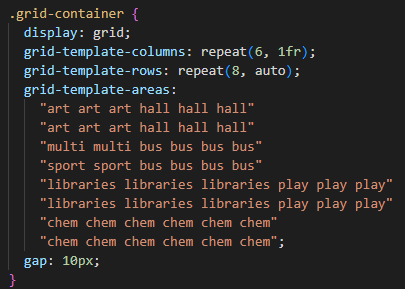 .grid-container {
  display: grid;
  grid-template-columns: repeat(6, 1fr);
  grid-template-rows: repeat(8, auto);
  grid-template-areas:
    "art art art hall hall hall"
    "art art art hall hall hall"
    "multi multi bus bus bus bus"
    "sport sport bus bus bus bus"
    "libraries libraries libraries play play play"
    "libraries libraries libraries play play play"
    "chem chem chem chem chem chem"
    "chem chem chem chem chem chem";
  gap: 10px;
}